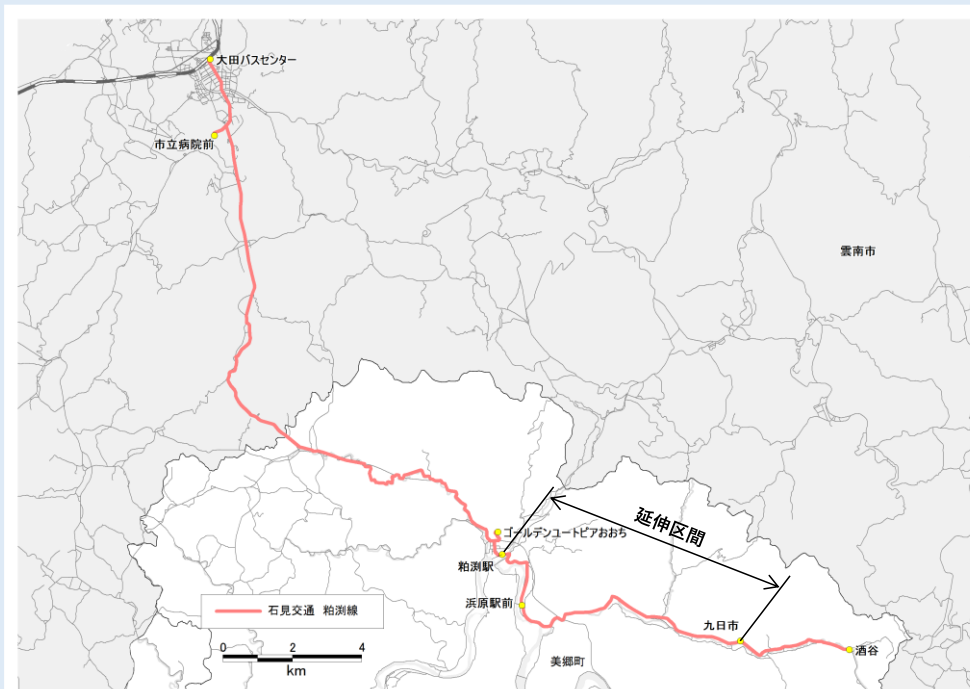 大田バスセンター
市立病院前
雲南市
延伸区間
ゴールデンユートピアおおち
粕渕駅
石見交通 粕渕線
浜原駅前
九日市
酒谷
美郷町
0 2 4
km